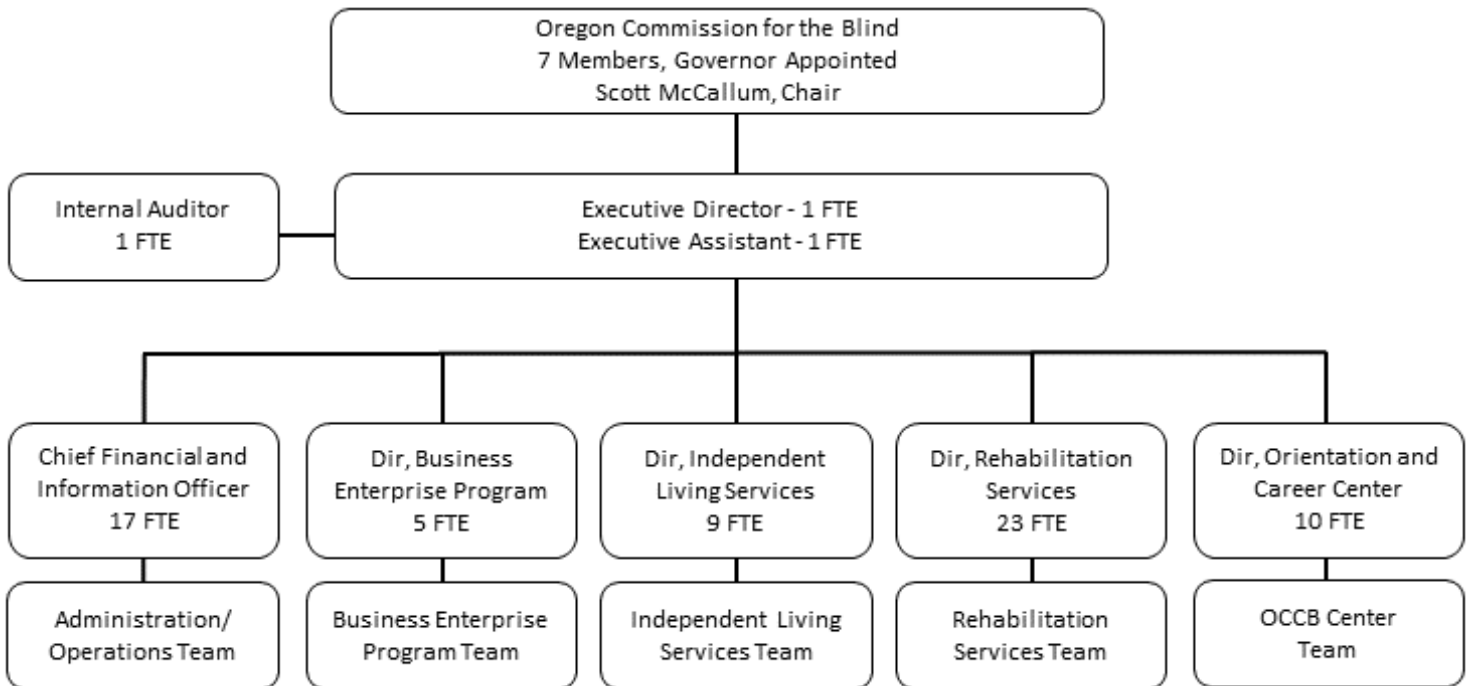 Oregon Commission for the Blind
7 Members, Governor Appointed
Scott McCallum, Chair
Internal Auditor
1 FTE
Executive Director - 1 FTE
Executive Assistant - 1 FTE
Chief Financial and
Information Officer
17 FTE
Dir, Business
Enterprise Program
5 FTE
Dir, Independent
Living Services
9 FTE
Dir, Rehabilitation
Services
23 FTE
Dir, Orientation and
Career Center
10 FTE
Administration/
Operations Team
Business Enterprise
Program Team
Independent Living
Services Team
Rehabilitation
Services Team
OCCB Center
Team